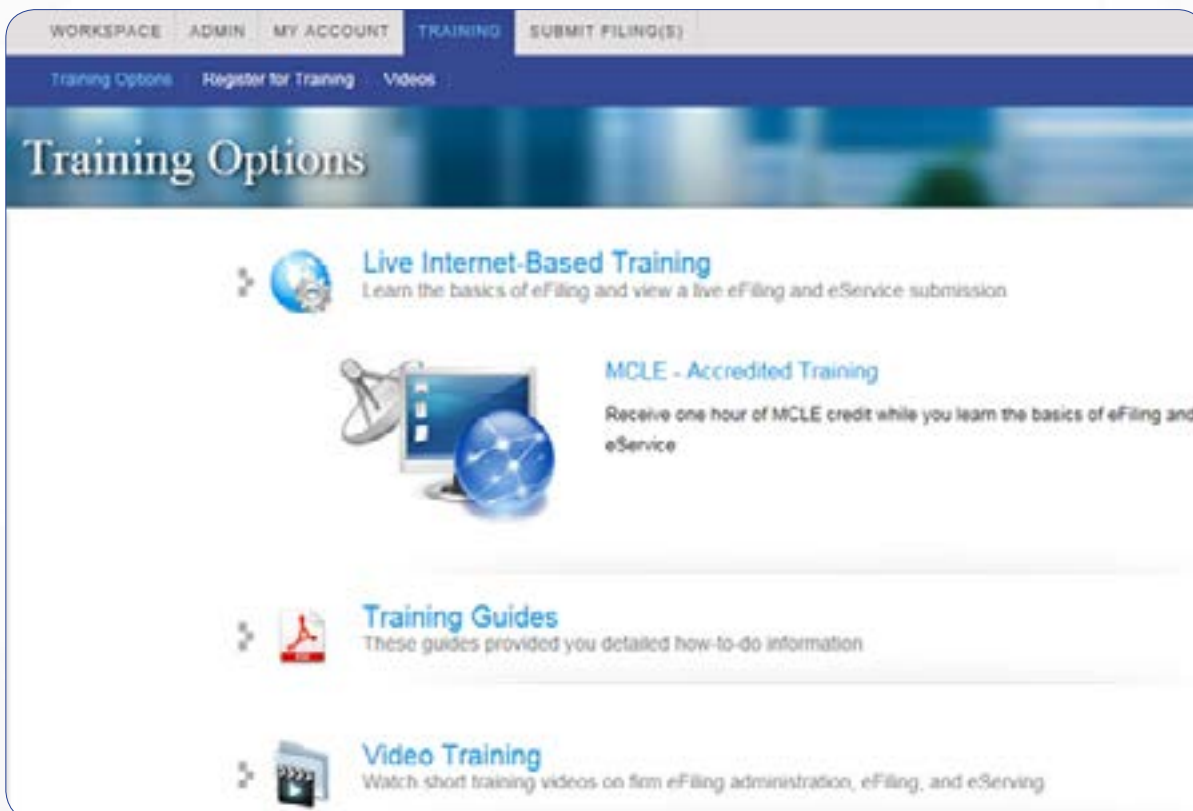 WORKSPACE ADMIN MY ACCOUNT TRAINING SUBMIT FILING(S)
Training Options Register for Training Videos
Training Options
Live Internet-Based Training
Learn the basics of eFiling and view a live eFiling and eService submission
MCLE - Accredited Training
Receive one hour of MCLE credit while you learn the basics of eFiling and
eService
Training Guides
These guides provided you detailed how-to-do information
Video Training
Watch short training videos on firm eFiling administration, eFiling, and eServing